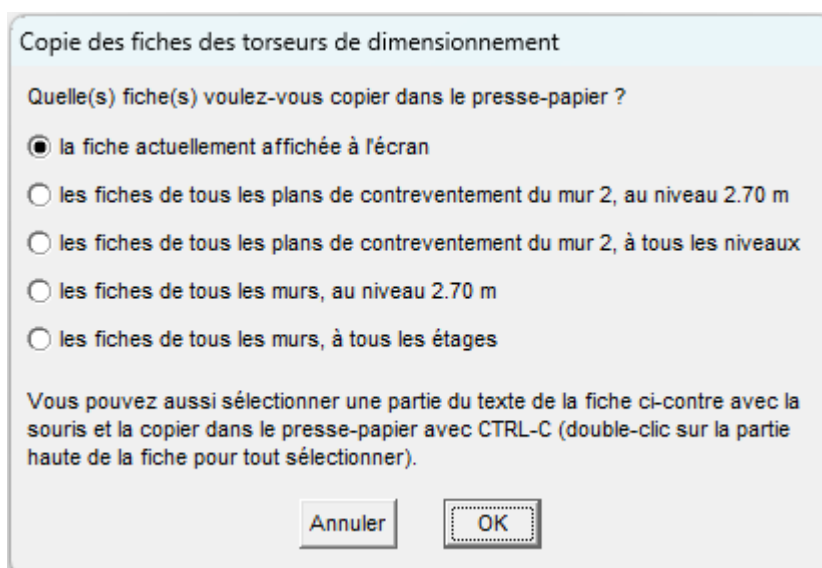 Copie des fiches des torseurs de dimensionnement
Quelle(s) fiche(s) voulez-vous copier dans le presse-papier ?
la fiche actuellement affichée à l'écran
les fiches de tous les plans de contreventement du mur 2, au niveau 2.70 m
les fiches de tous les plans de contreventement du mur 2, à tous les niveaux
les fiches de tous les murs, au niveau 2.70 m
les fiches de tous les murs, à tous les étages
Vous pouvez aussi sélectionner une partie du texte de la fiche ci-contre avec la
souris et la copier dans le presse-papier avec CTRL-C (double-clic sur la partie
haute de la fiche pour tout sélectionner).
Annuler
OK